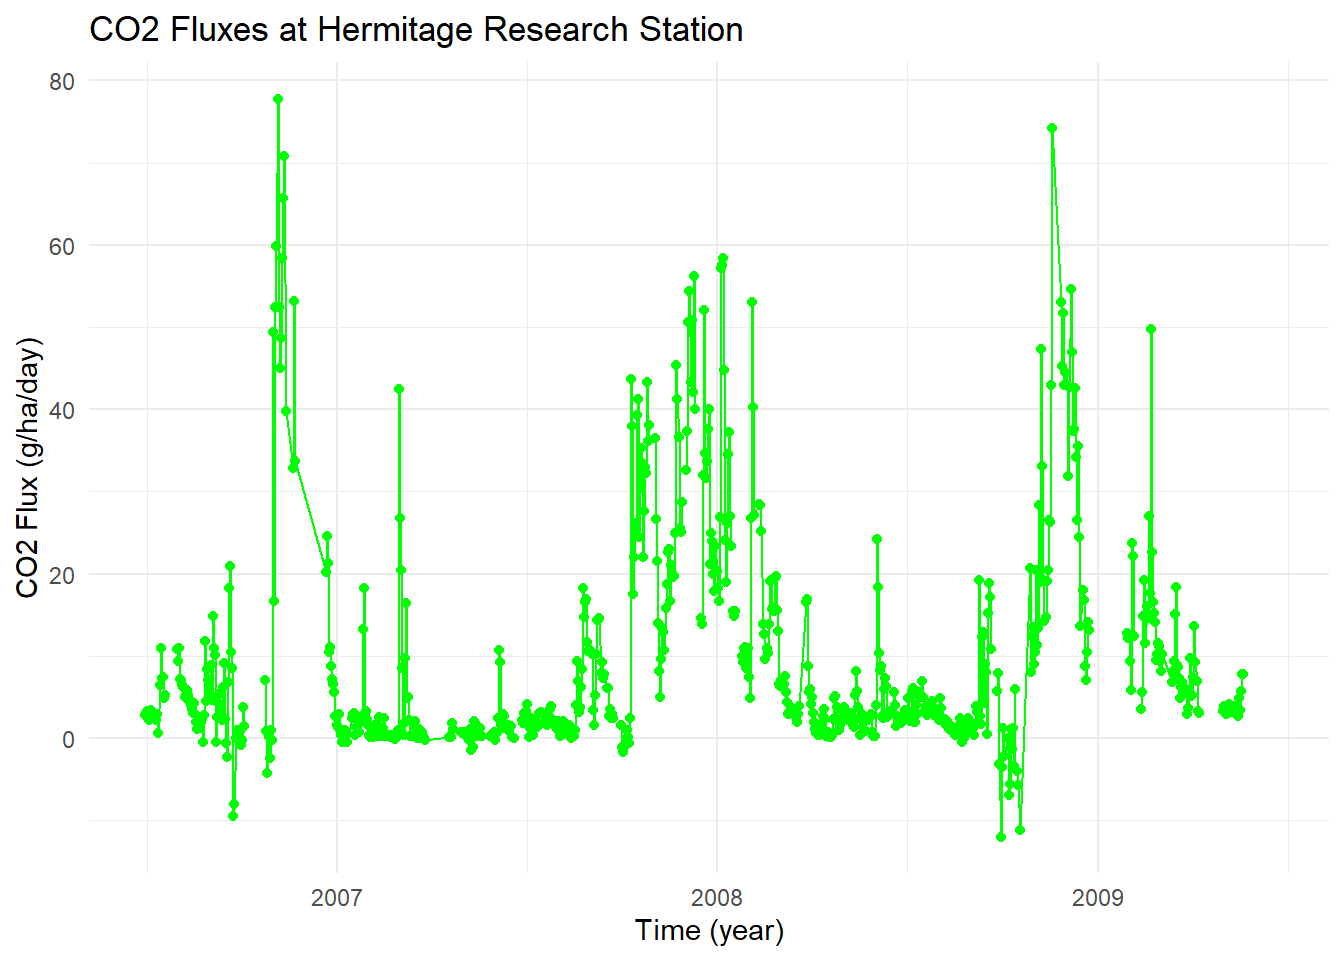 CO2 Fluxes at Hermitage Research Station
80
60
40
20
0
CO2 Flux (g/ha/day)
2007 2008 2009
Time (year)